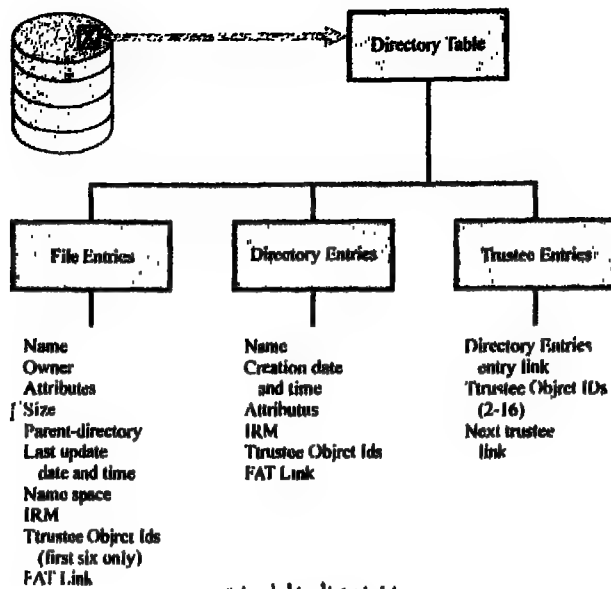 Directory Table
File Entries
Directory Entries
Trustee Entries
Name
Owner
Attributes
Size
Parent-directory
Last update
date and time
Name space
IRM
Ttrustee Objrct Ids
(first six only)
FAT Link
Name
Creation date
and time
Attributus
IRM
Ttrustee Objrct Ids
FAT Link
Directory Entries
entry link
Ttrustee Objrct IDs
(2-16)
Next trustee
link